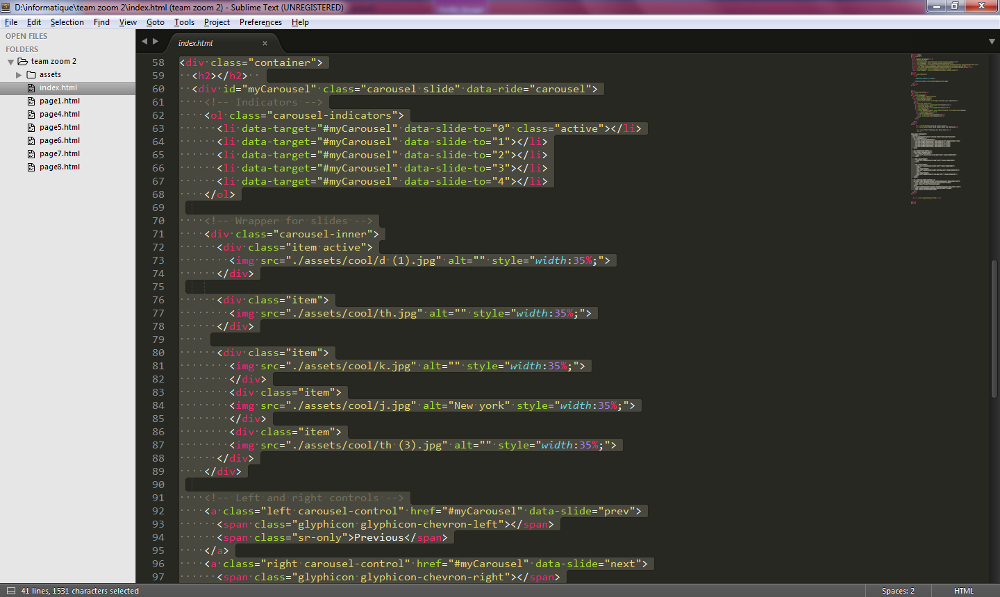 D:\informatique\team zoom 2\index.html (team zoom 2) - Sublime Text (UNREGISTERED)
File Edit Selection Find View Goto Tools Project Preferences Help
OPEN FILES
FOLDERS
team zoom 2
assets
index.html
page1.html
page4.html
page5.html
page6.html
page7.html
page8.html
index.html
58 <div class="container">
59 <h2></h2>
60 <div id="myCarousel" class="carousel slide" data-ride="carousel">
61 <!-- Indicators -->
62 <ol class="carousel-indicators">
63 <li data-target="#myCarousel" data-slide-to="0" class="active"></li>
64 <li data-target="#myCarousel" data-slide-to="1"></li>
65 <li data-target="#myCarousel" data-slide-to="2"></li>
66 <li data-target="#myCarousel" data-slide-to="3"></li>
67 <li data-target="#myCarousel" data-slide-to="4"></li>
68 </ol>
69
70 <!-- Wrapper for slides -->
71 <div class="carousel-inner">
72 <div class="item active">
73 <img src="./assets/cool/d (1).jpg" alt="" style="width:35%;">
74 </div>
75
76 <div class="item">
77 <img src="./assets/cool/th.jpg" alt="" style="width:35%;">
78 </div>
79
80 <div class="item">
81 <img src="./assets/cool/k.jpg" alt="" style="width:35%;">
82 </div>
83 <div class="item">
84 <img src="./assets/cool/j.jpg" alt="New york" style="width:35%;">
85 </div>
86 <div class="item">
87 <img src="./assets/cool/th (3).jpg" alt="" style="width:35%;">
88 </div>
89 </div>
90
91 <!-- Left and right controls -->
92 <a class="left carousel-control" href="#myCarousel" data-slide="prev">
93 <span class="glyphicon glyphicon-chevron-left"></span>
94 <span class="sr-only">Previous</span>
95 </a>
96 <a class="right carousel-control" href="#myCarousel" data-slide="next">
97 <span class="glyphicon glyphicon-chevron-right"></span>
41 lines, 1531 characters selected
Spaces: 2
HTML